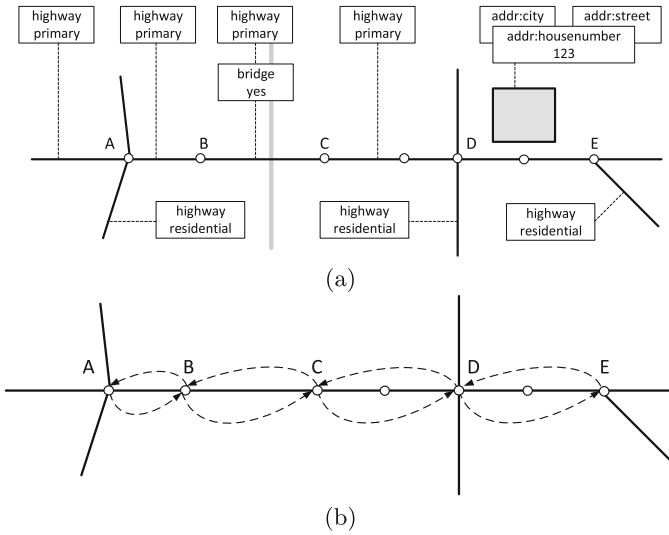 highway
primary
highway
primary
highway
primary
highway
primary
addr:city
addr:street
addr:housenumber
123
bridge
yes
A
B
C
D
E
highway
residential
highway
residential
highway
residential
(a)
A
B
C
D
E
(b)